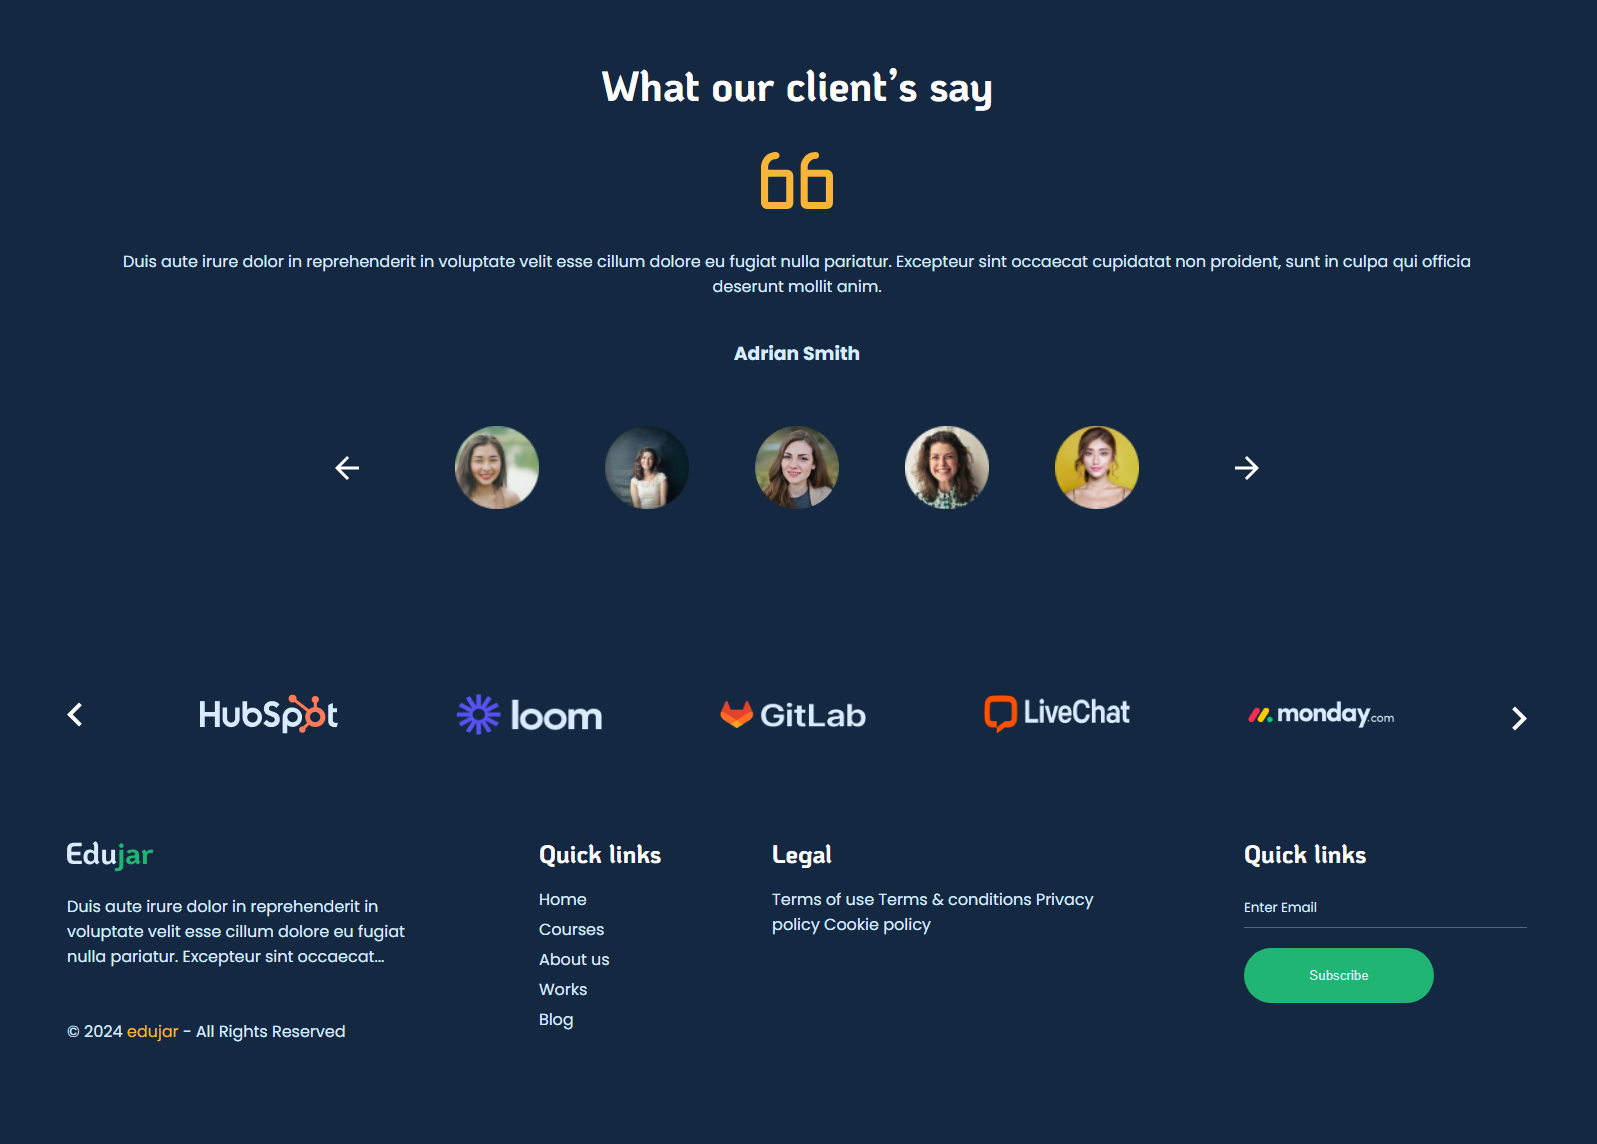 What our client’s say
Duis aute irure dolor in reprehenderit in voluptate velit esse cillum dolore eu fugiat nulla pariatur. Excepteur sint occaecat cupidatat non proident, sunt in culpa qui officia
deserunt mollit anim.
Adrian Smith
HubSpot
loom
GitLab
LiveChat
monday.com
Edujar
Duis aute irure dolor in reprehenderit in
voluptate velit esse cillum dolore eu fugiat
nulla pariatur. Excepteur sint occaecat...
© 2024 edujar - All Rights Reserved
Quick links
Home
Courses
About us
Works
Blog
Legal
Terms of use Terms & conditions Privacy
policy Cookie policy
Quick links
Enter Email
Subscribe